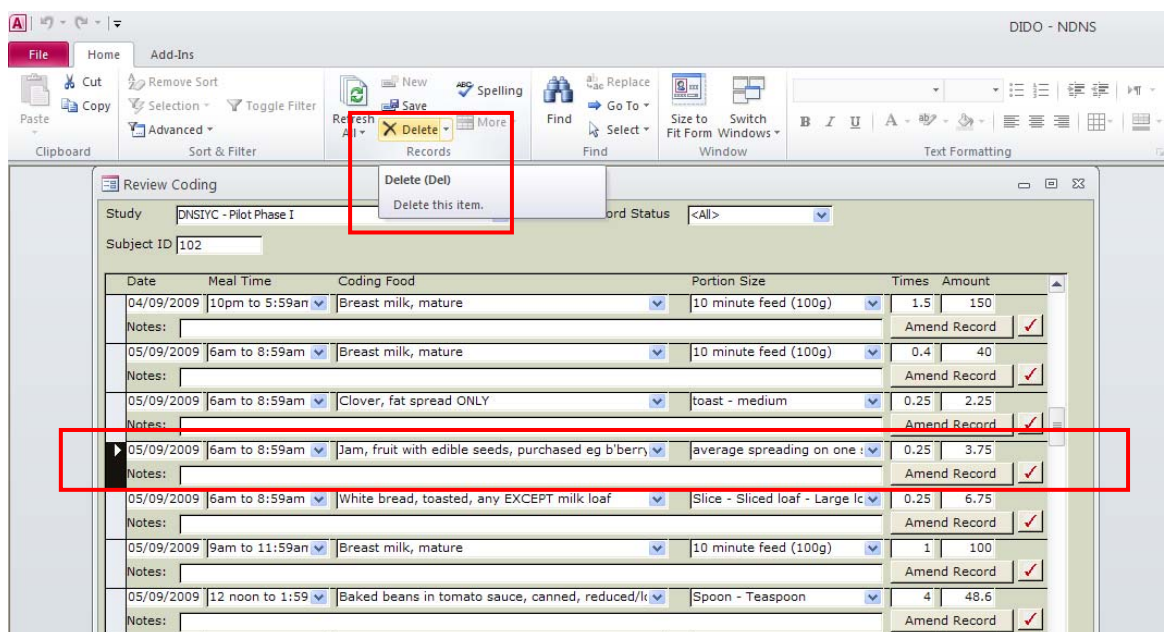 A
DIDO - NDNS
File Home Add-Ins
Paste
Cut
Copy
Clipboard
Remove Sort
Selection Toggle Filter
Advanced
Sort & Filter
Refresh
All
New
Save
Delete
Spelling
More
Records
Find
Replace
Go To
Select
Find
Size to
Fit Form
Switch
Windows
Window
B I U A
Text Formatting
Delete (Del)
Delete this item.
Review Coding
Study DNSIYC - Pilot Phase I ord Status <All>
Subject ID 102
Date Meal Time Coding Food Portion Size Times Amount
04/09/2009 10pm to 5:59am Breast milk, mature 10 minute feed (100g) 1.5 150
Notes: Amend Record
05/09/2009 6am to 8:59am Breast milk, mature 10 minute feed (100g) 0.4 40
Notes: Amend Record
05/09/2009 6am to 8:59am Clover, fat spread ONLY toast - medium 0.25 2.25
Notes: Amend Record
05/09/2009 6am to 8:59am Jam, fruit with edible seeds, purchased eg b'berry average spreading on one 0.25 3.75
Notes: Amend Record
05/09/2009 6am to 8:59am White bread, toasted, any EXCEPT milk loaf Slice - Sliced loaf - Large 0.25 6.75
Notes: Amend Record
05/09/2009 9am to 11:59am Breast milk, mature 10 minute feed (100g) 1 100
Notes: Amend Record
05/09/2009 12 noon to 1:59 Baked beans in tomato sauce, canned, reduced/lo Spoon - Teaspoon 4 48.6
Notes: Amend Record